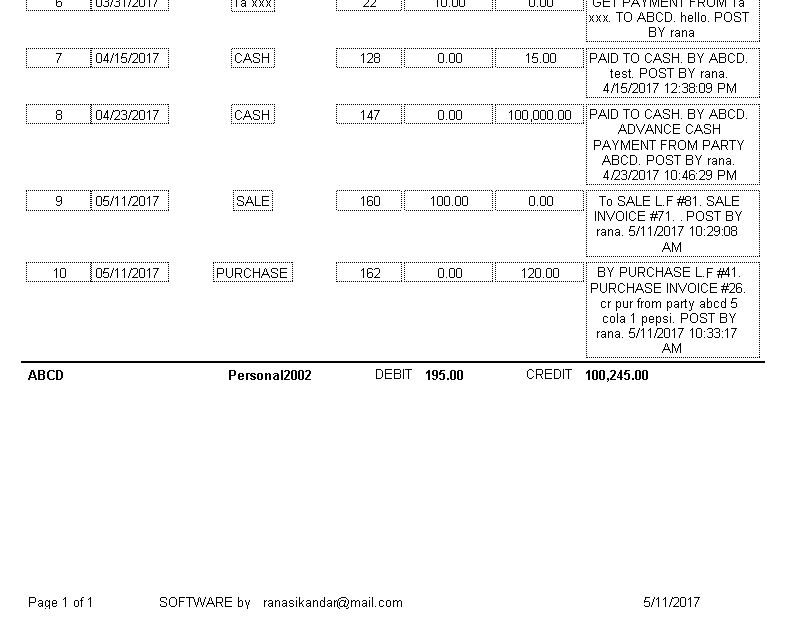 6 03/31/2017 Ta xxx 22 10.00 0.00 GET PAYMENT FROM Ta
xxx. TO ABCD. hello. POST
BY rana
7 04/15/2017 CASH 128 0.00 15.00 PAID TO CASH. BY ABCD.
test. POST BY rana.
4/15/2017 12:38:09 PM
8 04/23/2017 CASH 147 0.00 100,000.00 PAID TO CASH. BY ABCD.
ADVANCE CASH
PAYMENT FROM PARTY
ABCD. POST BY rana.
4/23/2017 10:46:29 PM
9 05/11/2017 SALE 160 100.00 0.00 To SALE L.F #81. SALE
INVOICE #71. . POST BY
rana. 5/11/2017 10:29:08
AM
10 05/11/2017 PURCHASE 162 0.00 120.00 BY PURCHASE L.F #41.
PURCHASE INVOICE #26.
cr pur from party abcd 5
cola 1 pepsi. POST BY
rana. 5/11/2017 10:33:17
AM
ABCD Personal2002 DEBIT 195.00 CREDIT 100,245.00
Page 1 of 1 SOFTWARE by ranasikandar@mail.com 5/11/2017